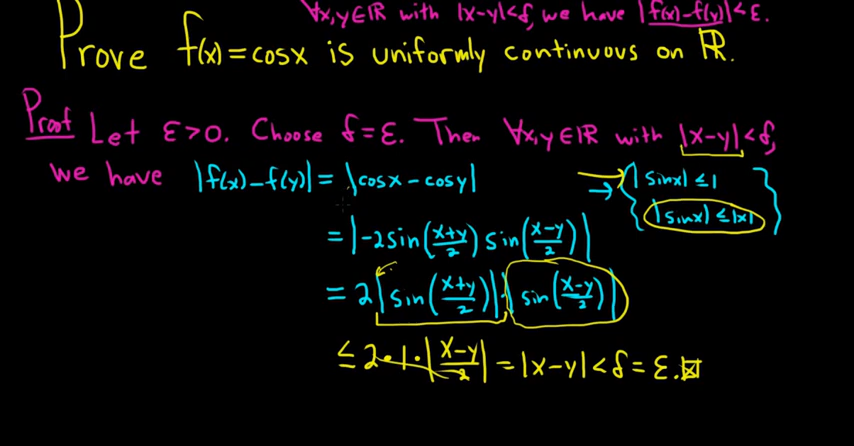 ∀x,y∈ℝ with |x-y|<δ, we have |f(x)-f(y)|<ε.
Prove f(x)=cosx is uniformly continuous on ℝ.
Proof Let ε>0. Choose δ=ε. Then ∀x,y∈ℝ with |x-y|<δ,
we have |f(x)-f(y)| = |cosx - cosy|
|sinx| ≤ 1
|sinx| ≤ |x|
= |-2sin((x+y)/2) sin((x-y)/2)|
= 2|sin((x+y)/2)|·|sin((x-y)/2)|
≤ 2·1·|(x-y)/2| = |x-y| < δ = ε.